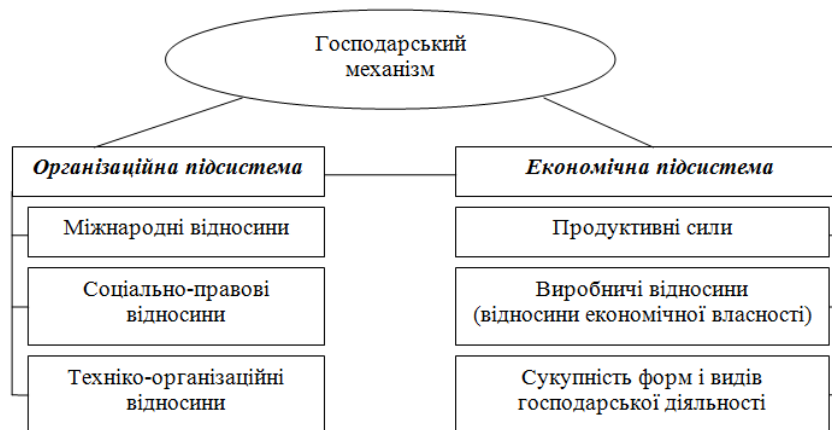 Господарський
механізм
Організаційна підсистема
Міжнародні відносини
Соціально-правові
відносини
Техніко-організаційні
відносини
Економічна підсистема
Продуктивні сили
Виробничі відносини
(відносини економічної власності)
Сукупність форм і видів
господарської діяльності